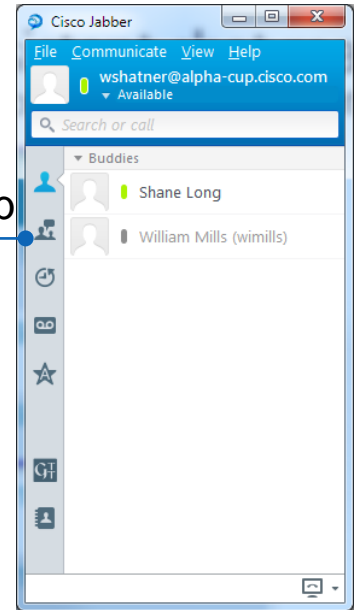 Cisco Jabber
File Communicate View Help
wshatner@alpha-cup.cisco.com
Available
Search or call
Buddies
Shane Long
William Mills (wimills)